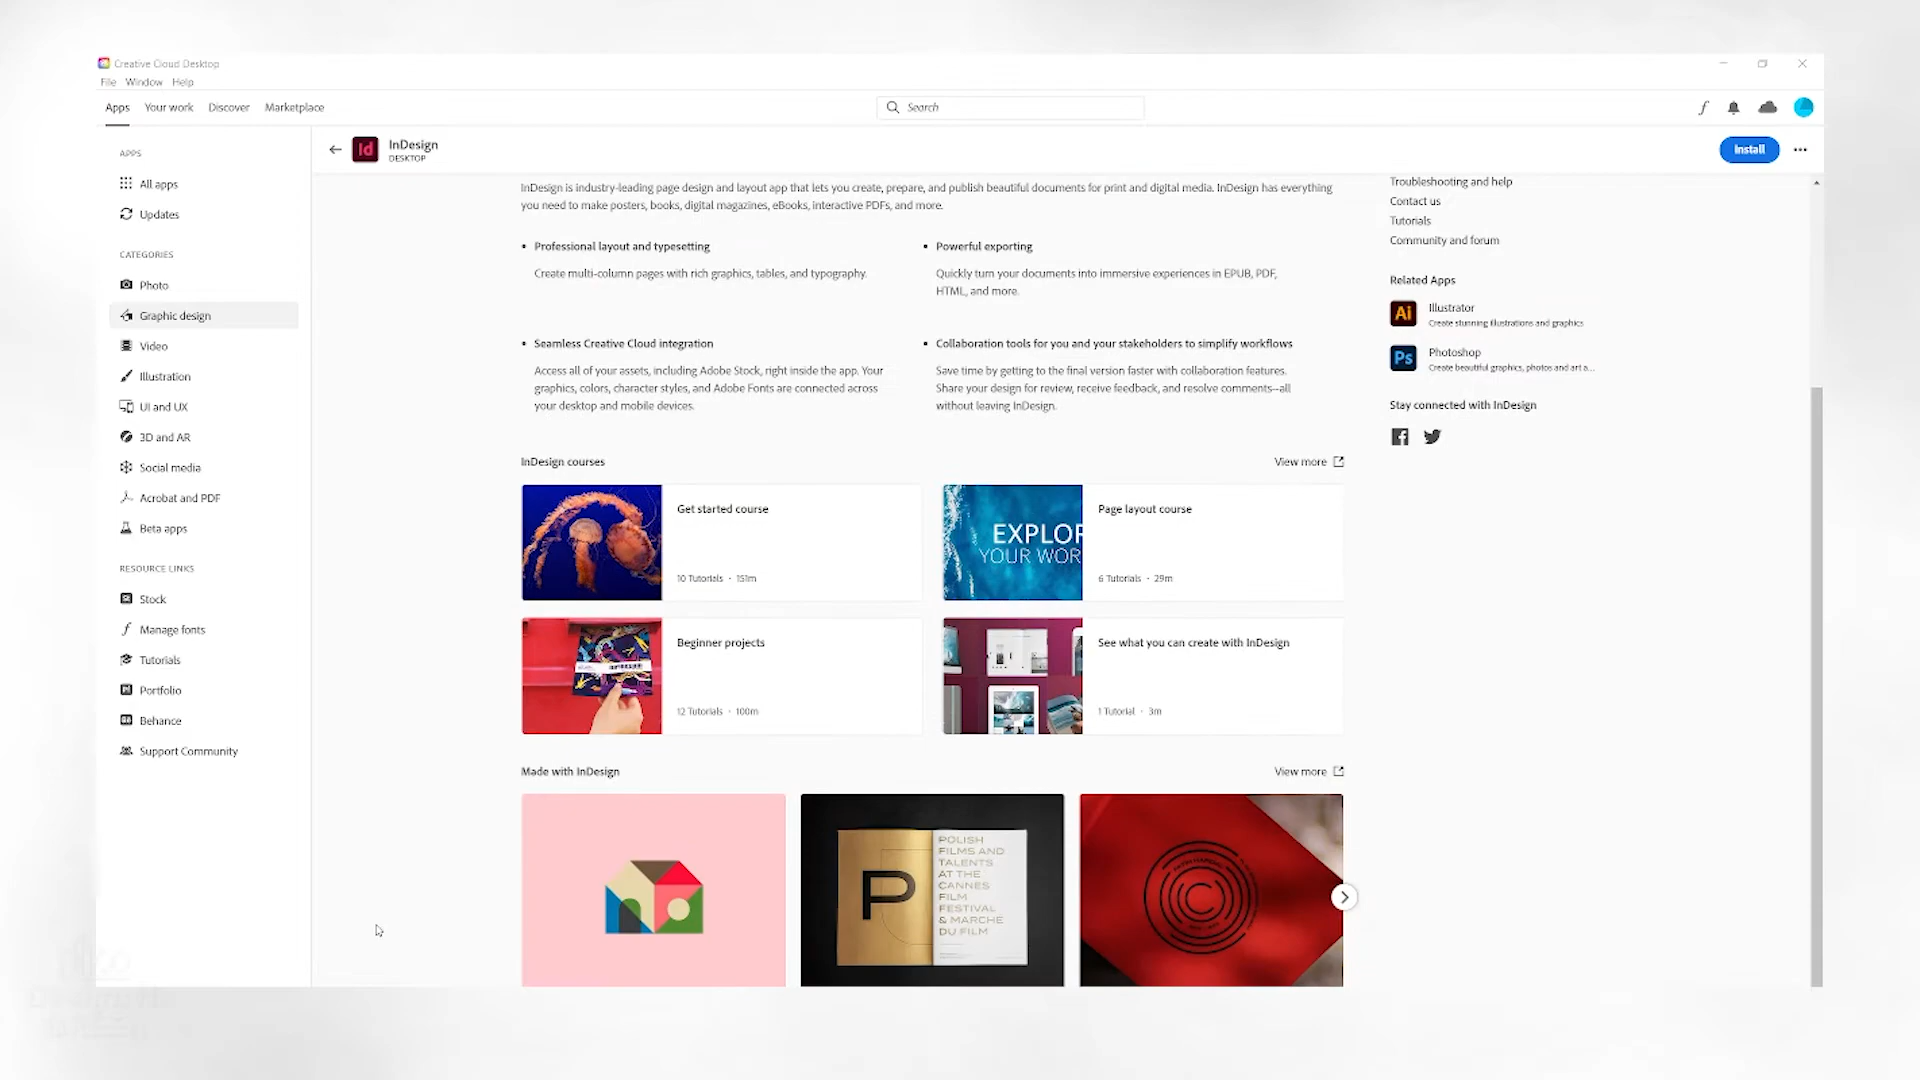 Creative Cloud Desktop
File Window Help
Apps Your work Discover Marketplace
Search
APPS
All apps
Updates
CATEGORIES
Photo
Graphic design
Video
Illustration
UI and UX
3D and AR
Social media
Acrobat and PDF
Beta apps
RESOURCE LINKS
Stock
Manage fonts
Tutorials
Portfolio
Behance
Support Community
Id
InDesign
DESKTOP
Install
InDesign is industry-leading page design and layout app that lets you create, prepare, and publish beautiful documents for print and digital media. InDesign has everything
you need to make posters, books, digital magazines, eBooks, interactive PDFs, and more.
• Professional layout and typesetting
Create multi-column pages with rich graphics, tables, and typography.
• Powerful exporting
Quickly turn your documents into immersive experiences in EPUB, PDF,
HTML, and more.
• Seamless Creative Cloud integration
Access all of your assets, including Adobe Stock, right inside the app. Your
graphics, colors, character styles, and Adobe Fonts are connected across
your desktop and mobile devices.
• Collaboration tools for you and your stakeholders to simplify workflows
Save time by getting to the final version faster with collaboration features.
Share your design for review, receive feedback, and resolve comments—all
without leaving InDesign.
InDesign courses
View more
Get started course
10 Tutorials · 151m
EXPLOR
YOUR WOR
Page layout course
6 Tutorials · 29m
Beginner projects
12 Tutorials · 100m
See what you can create with InDesign
1 Tutorial · 3m
Made with InDesign
View more
P
POLISH
FILMS AND
TALENTS
AT THE
CANNES
FILM
FESTIVAL
& MARCHE
DU FILM
Troubleshooting and help
Contact us
Tutorials
Community and forum
Related Apps
Ai
Illustrator
Create stunning illustrations and graphics
Ps
Photoshop
Create beautiful graphics, photos and art a...
Stay connected with InDesign